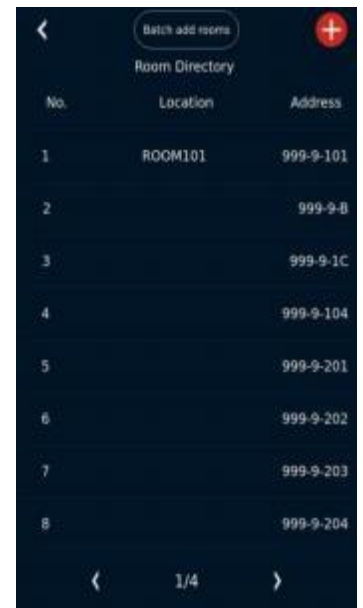 Batch add rooms
Room Directory
No. Location Address
1 ROOM101 999-9-101
2 999-9-B
3 999-9-1C
4 999-9-104
5 999-9-201
6 999-9-202
7 999-9-203
8 999-9-204
1/4